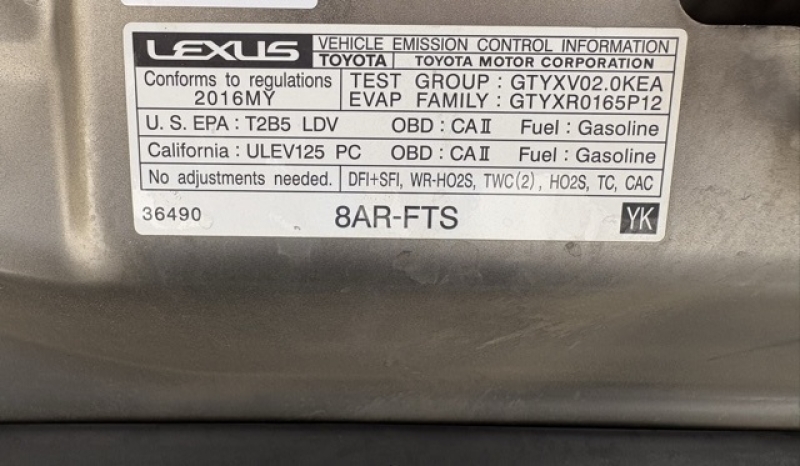 LEXUS VEHICLE EMISSION CONTROL INFORMATION
TOYOTA TOYOTA MOTOR CORPORATION
Conforms to regulations TEST GROUP : GTYXV02.0KEA
2016MY EVAP FAMILY : GTYXR0165P12
U. S. EPA : T2B5 LDV OBD : CAⅡ Fuel : Gasoline
California : ULEV125 PC OBD : CAⅡ Fuel : Gasoline
No adjustments needed. DFI+SFI, WR-HO2S, TWC(2), HO2S, TC, CAC
36490 8AR-FTS YK